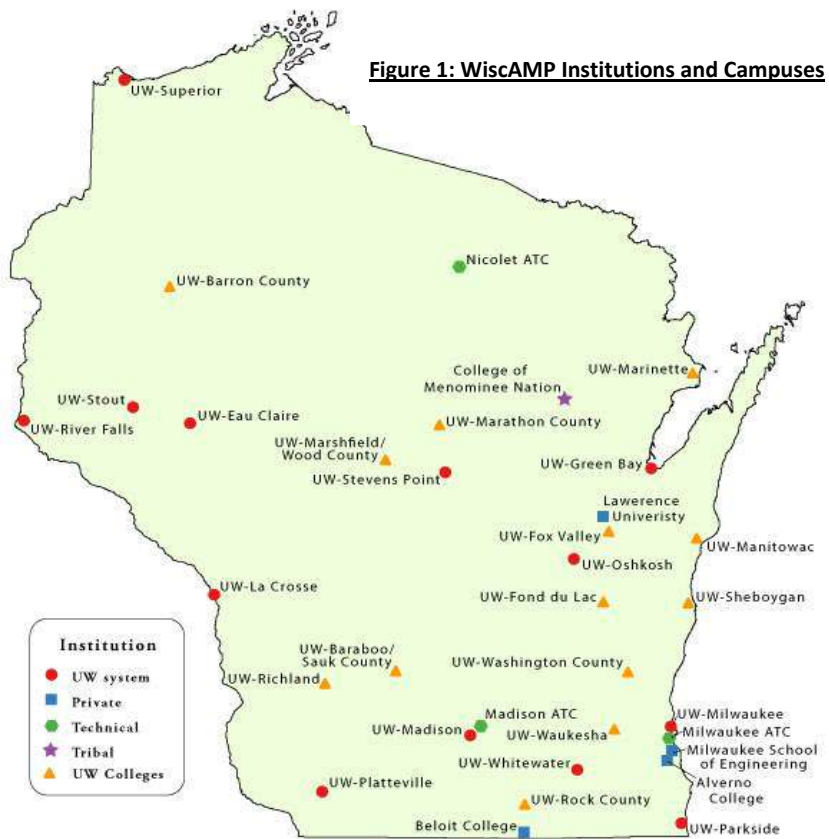 Figure 1: WiscAMP Institutions and Campuses
UW-Superior
Nicolet ATC
UW-Barron County
College of
Menominee Nation
UW-Marinette
UW-Stout
UW-River Falls
UW-Eau Claire
UW-Marathon County
UW-Marshfield/
Wood County
UW-Stevens Point
UW-Green Bay
Lawerence
Univeristy
UW-Fox Valley
UW-Manitowac
UW-Oshkosh
UW-La Crosse
UW-Fond du Lac
UW-Sheboygan
UW-Baraboo/
Sauk County
UW-Richland
UW-Washington County
Madison ATC
UW-Madison
UW-Waukesha
UW-Milwaukee
Milwaukee ATC
Milwaukee School
of Engineering
Alverno
College
UW-Whitewater
UW-Platteville
UW-Rock County
Beloit College
UW-Parkside
Institution
UW system
Private
Technical
Tribal
UW Colleges